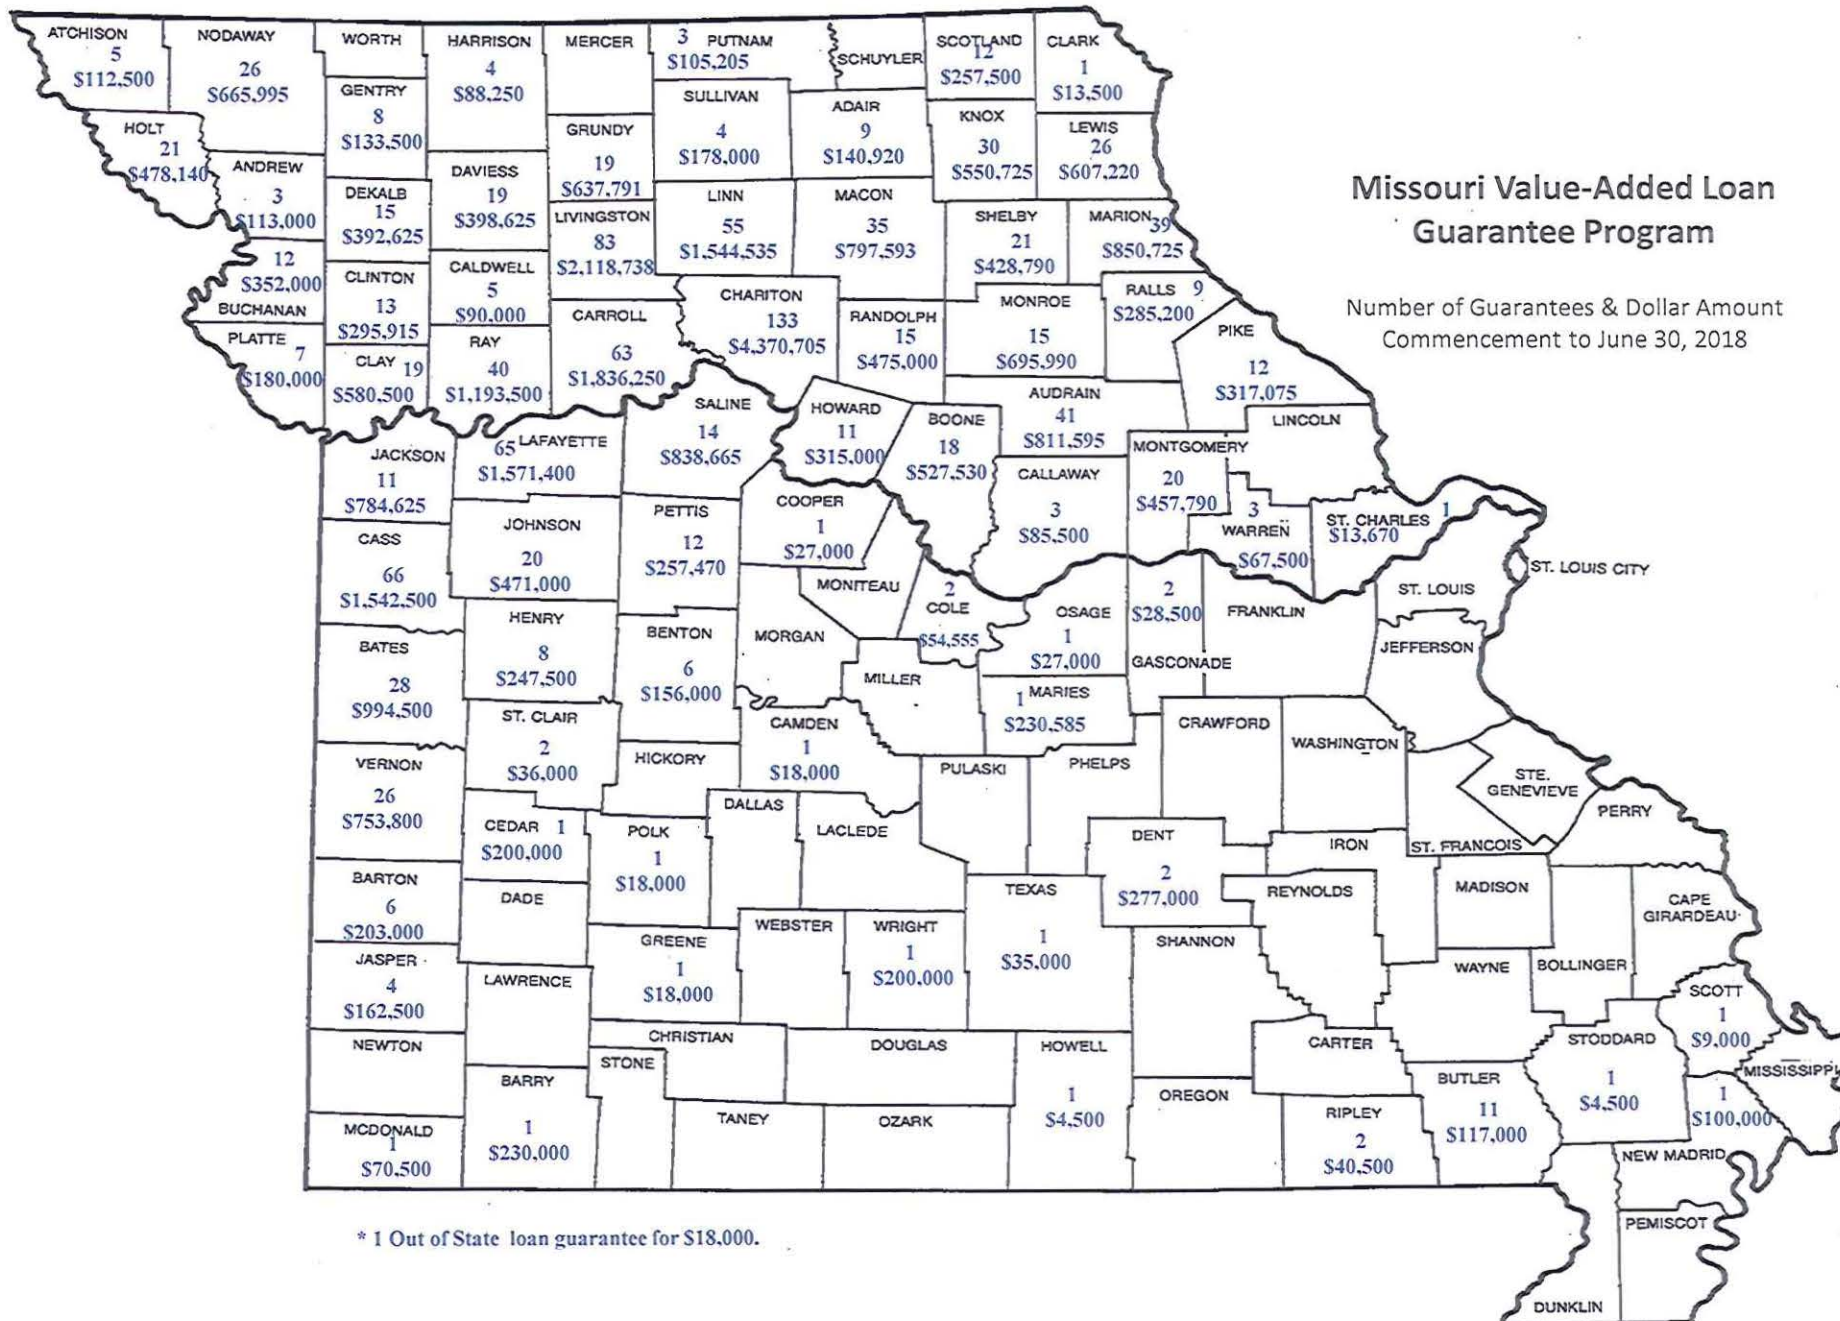 Missouri Value-Added Loan
Guarantee Program
Number of Guarantees & Dollar Amount
Commencement to June 30, 2018
ATCHISON
5
$112,500
NODAWAY
26
$665,995
WORTH
HARRISON
4
$88,250
MERCER
3 PUTNAM
$105,205
SCHUYLER
SCOTLAND
12
$257,500
CLARK
1
$13,500
HOLT
21
$478,140
GENTRY
8
$133,500
ANDREW
3
$113,000
DEKALB
15
$392,625
DAVIESS
19
$398,625
GRUNDY
19
$637,791
SULLIVAN
4
$178,000
ADAIR
9
$140,920
KNOX
30
$550,725
LEWIS
26
$607,220
LIVINGSTON
83
$2,118,738
LINN
55
$1,544,535
MACON
35
$797,593
SHELBY
21
$428,790
MARION 39
$850,725
12
$352,000
BUCHANAN
CLINTON
13
$295,915
CALDWELL
5
$90,000
CARROLL
63
$1,836,250
CHARITON
133
$4,370,705
RANDOLPH
15
$475,000
MONROE
15
$695,990
RALLS 9
$285,200
PIKE
12
$317,075
PLATTE
7
$180,000
CLAY 19
$580,500
RAY
40
$1,193,500
SALINE
14
$838,665
HOWARD
11
$315,000
BOONE
18
$527,530
AUDRAIN
41
$811,595
LINCOLN
MONTGOMERY
20
$457,790
JACKSON
11
$784,625
65 LAFAYETTE
$1,571,400
CALLAWAY
3
$85,500
3
WARREN
$67,500
1
ST. CHARLES
$13,670
CASS
66
$1,542,500
JOHNSON
20
$471,000
PETTIS
12
$257,470
COOPER
1
$27,000
MONITEAU
2
COLE
$54,555
OSAGE
1
$27,000
2
$28,500
GASCONADE
FRANKLIN
ST. LOUIS
ST. LOUIS CITY
JEFFERSON
BATES
28
$994,500
HENRY
8
$247,500
BENTON
6
$156,000
MORGAN
MILLER
1 MARIES
$230,585
VERNON
26
$753,800
ST. CLAIR
2
$36,000
HICKORY
CAMDEN
1
$18,000
PULASKI
PHELPS
CRAWFORD
WASHINGTON
STE.
GENEVIEVE
PERRY
ST. FRANCOIS
CEDAR 1
$200,000
POLK
1
$18,000
DALLAS
LACLEDE
DENT
2
$277,000
IRON
REYNOLDS
MADISON
CAPE
GIRARDEAU
BARTON
6
$203,000
DADE
GREENE
1
$18,000
WEBSTER
WRIGHT
1
$200,000
TEXAS
1
$35,000
SHANNON
WAYNE
BOLLINGER
SCOTT
1
$9,000
JASPER
4
$162,500
LAWRENCE
NEWTON
CHRISTIAN
STONE
DOUGLAS
HOWELL
1
$4,500
CARTER
OREGON
STODDARD
1
$4,500
MISSISSIPPI
MCDONALD
1
$70,500
BARRY
1
$230,000
TANEY
OZARK
RIPLEY
2
$40,500
BUTLER
11
$117,000
1
$100,000
NEW MADRID
PEMISCOT
DUNKLIN
* 1 Out of State loan guarantee for $18,000.